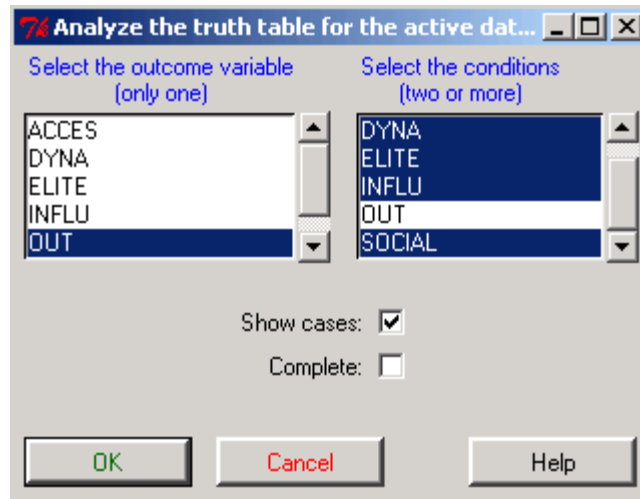 Analyze the truth table for the active dat...
Select the outcome variable
(only one)
Select the conditions
(two or more)
ACCES
DYNA
ELITE
INFLU
OUT
DYNA
ELITE
INFLU
OUT
SOCIAL
Show cases:
Complete:
OK
Cancel
Help